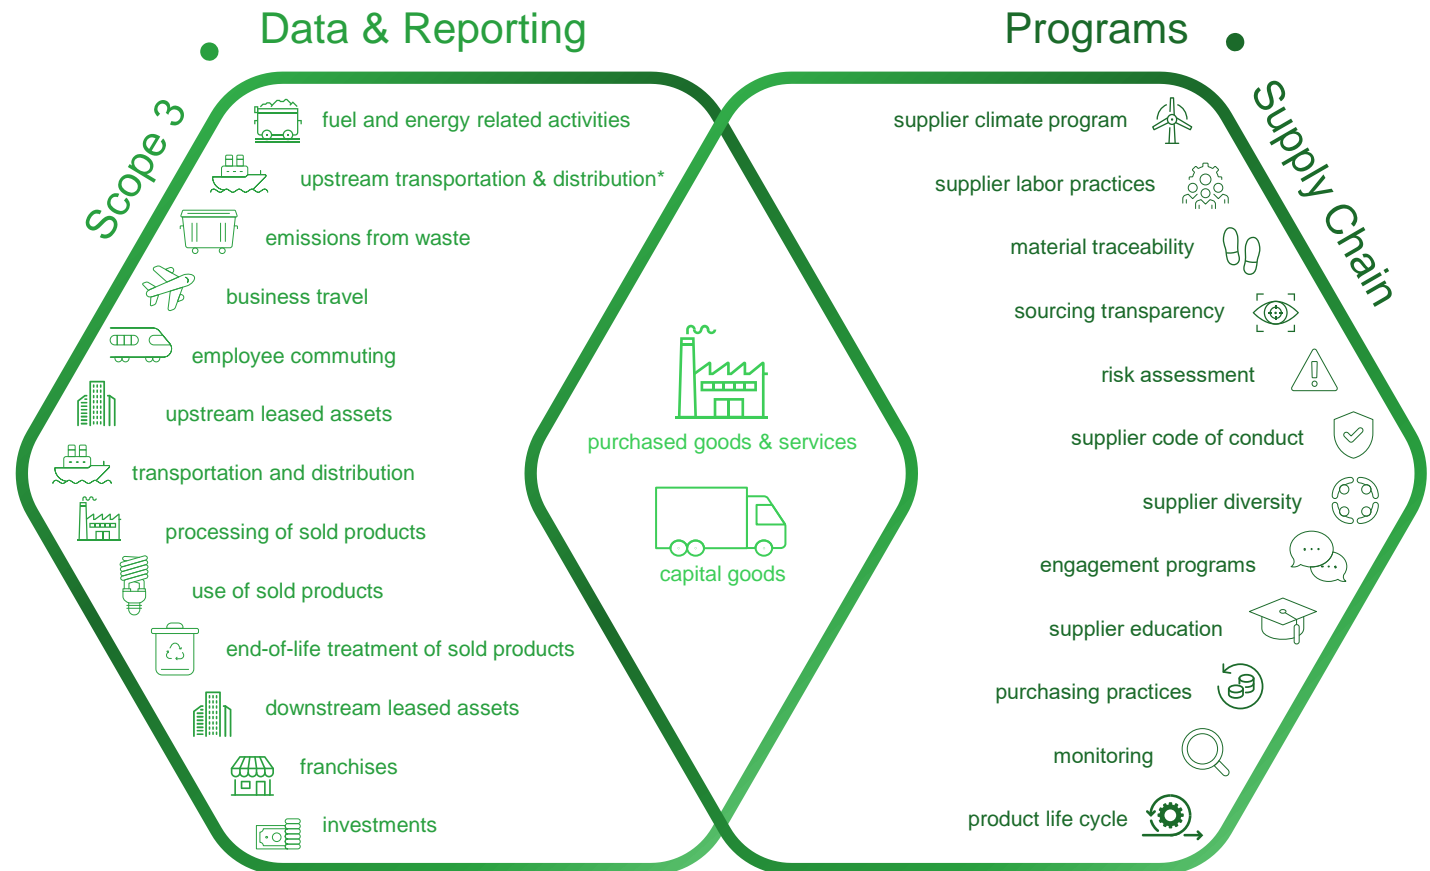 Data & Reporting
Programs
Scope 3
Supply Chain
fuel and energy related activities
upstream transportation & distribution*
emissions from waste
business travel
employee commuting
upstream leased assets
transportation and distribution
processing of sold products
use of sold products
end-of-life treatment of sold products
downstream leased assets
franchises
investments
purchased goods & services
capital goods
supplier climate program
supplier labor practices
material traceability
sourcing transparency
risk assessment
supplier code of conduct
supplier diversity
engagement programs
supplier education
purchasing practices
monitoring
product life cycle